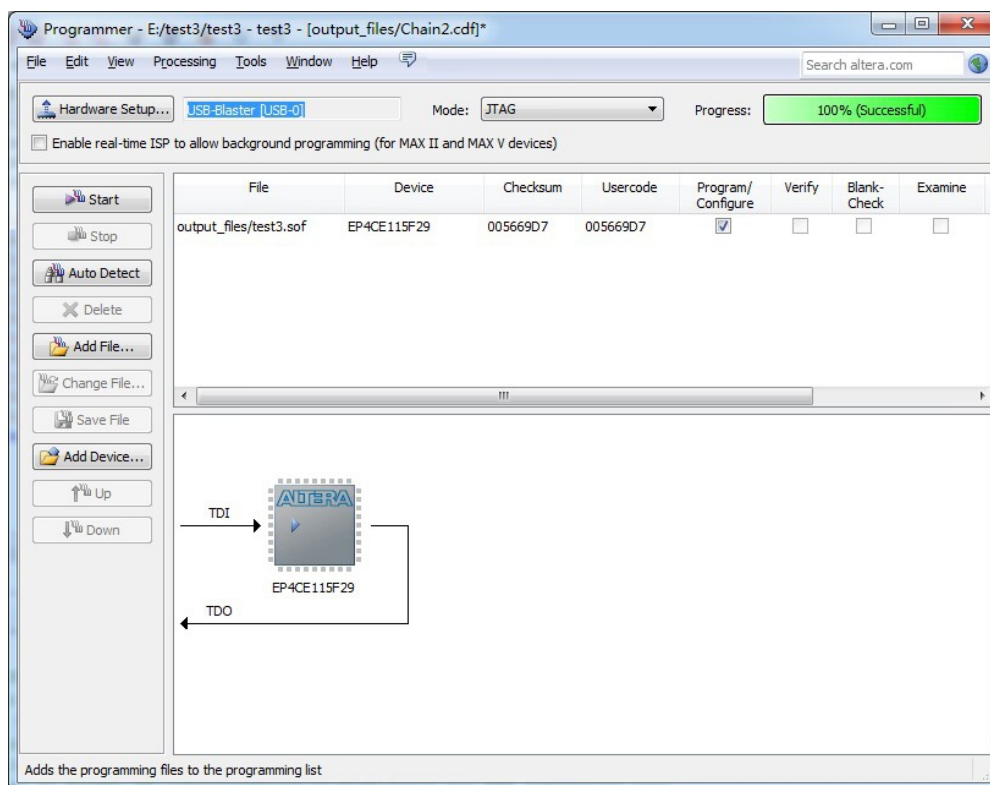 Programmer - E:/test3/test3 - test3 - [output_files/Chain2.cdf]*
File Edit View Processing Tools Window Help Search altera.com
Hardware Setup... USB-Blaster [USB-0] Mode: JTAG Progress: 100% (Successful)
Enable real-time ISP to allow background programming (for MAX II and MAX V devices)
Start
Stop
Auto Detect
Delete
Add File...
Change File...
Save File
Add Device...
Up
Down
File Device Checksum Usercode Program/ Configure Verify Blank- Check Examine
output_files/test3.sof EP4CE115F29 005669D7 005669D7
TDI
ALTERA
EP4CE115F29
TDO
Adds the programming files to the programming list